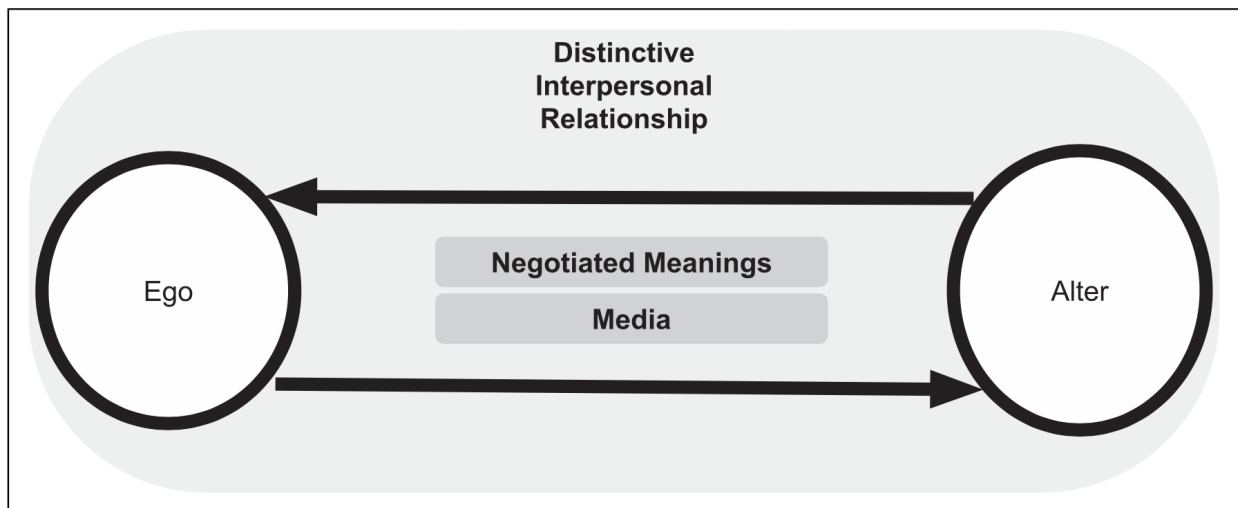 Distinctive
Interpersonal
Relationship
Negotiated Meanings
Ego
Alter
Media